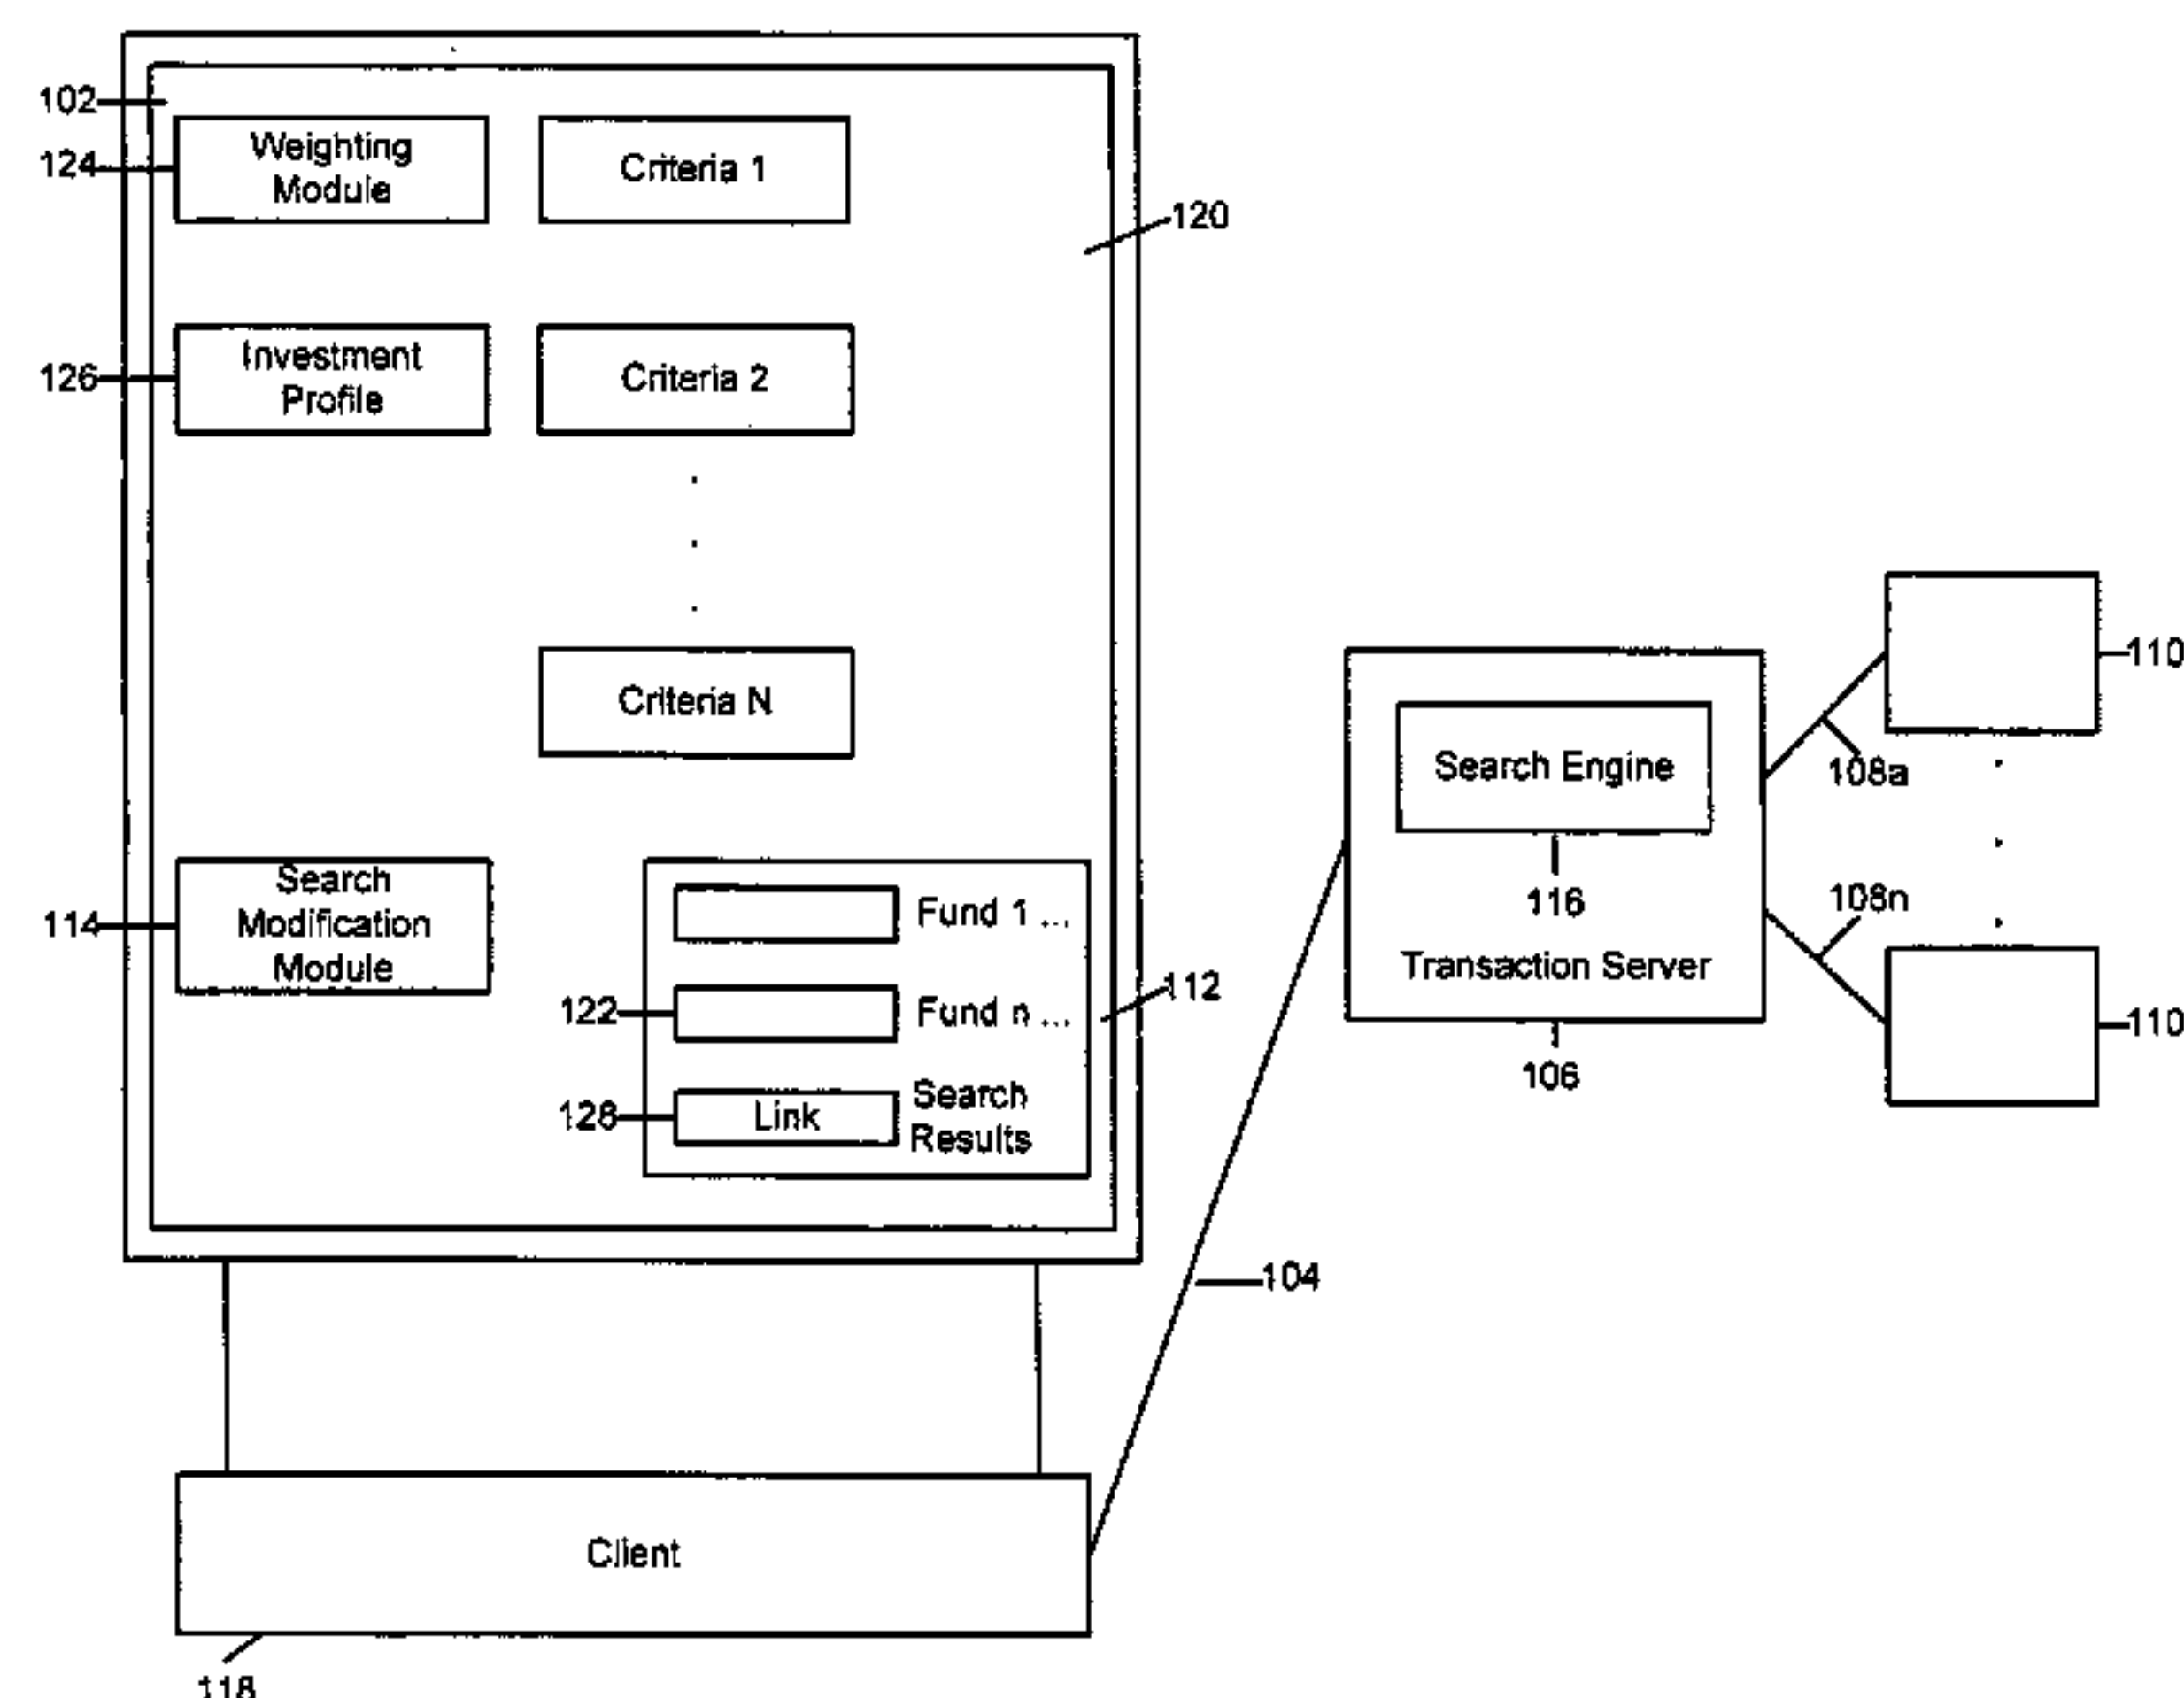 102
124
Weighting
Module
Criteria 1
120
126
Investment
Profile
Criteria 2
Criteria N
110
Search Engine
108a
116
108n
Transaction Server
110
106
114
Search
Modification
Module
Fund 1 ...
122
Fund n ...
112
128
Link
Search
Results
104
Client
118